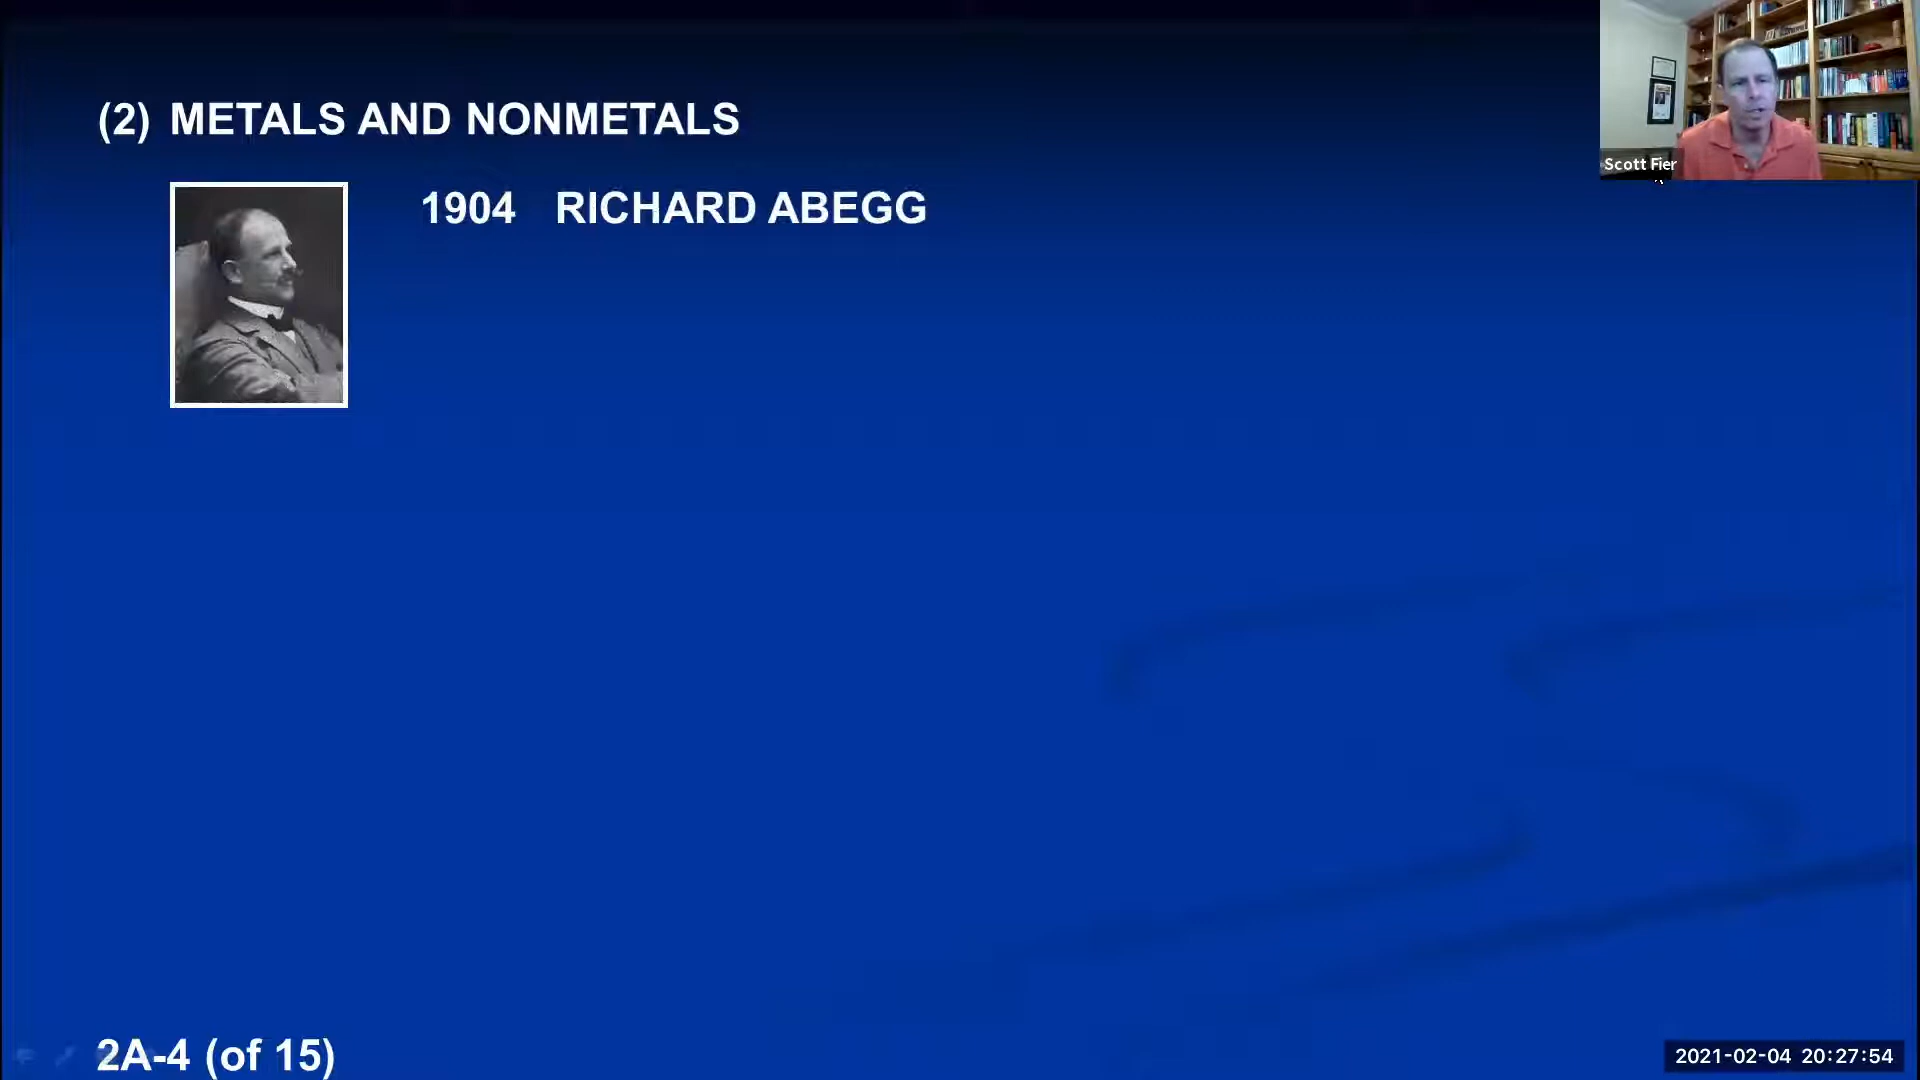 (2) METALS AND NONMETALS
Scott Fier
1904 RICHARD ABEGG
2A-4 (of 15)
2021-02-04 20:27:54